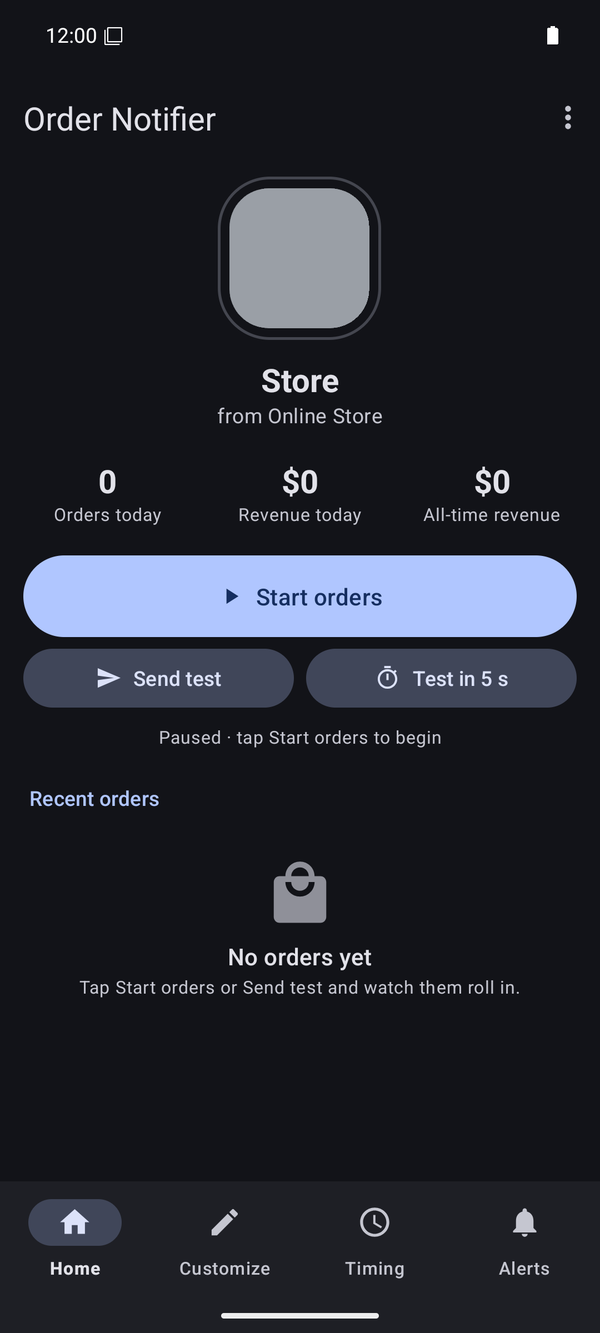 12:00
Order Notifier
Store
from Online Store
0
Orders today
$0
Revenue today
$0
All-time revenue
Start orders
Send test
Test in 5 s
Paused · tap Start orders to begin
Recent orders
No orders yet
Tap Start orders or Send test and watch them roll in.
Home
Customize
Timing
Alerts